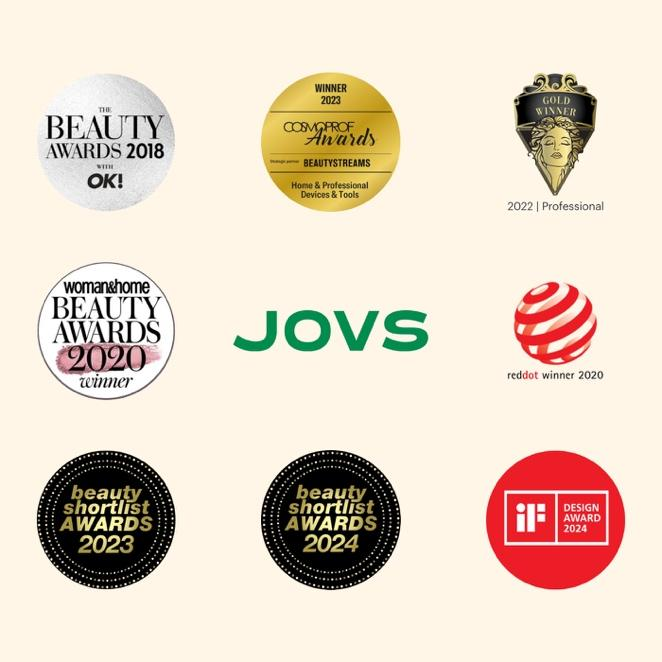 THE
BEAUTY
AWARDS 2018
WITH
OK!
WINNER
2023
COSMOPROF
Awards
Strategic partner BEAUTYSTREAMS
Home & Professional
Devices & Tools
GOLD
WINNER
2022 | Professional
woman&home
BEAUTY
AWARDS
2020
winner
JOVS
reddot winner 2020
beauty
shortlist
AWARDS
2023
beauty
shortlist
AWARDS
2024
iF
DESIGN
AWARD
2024